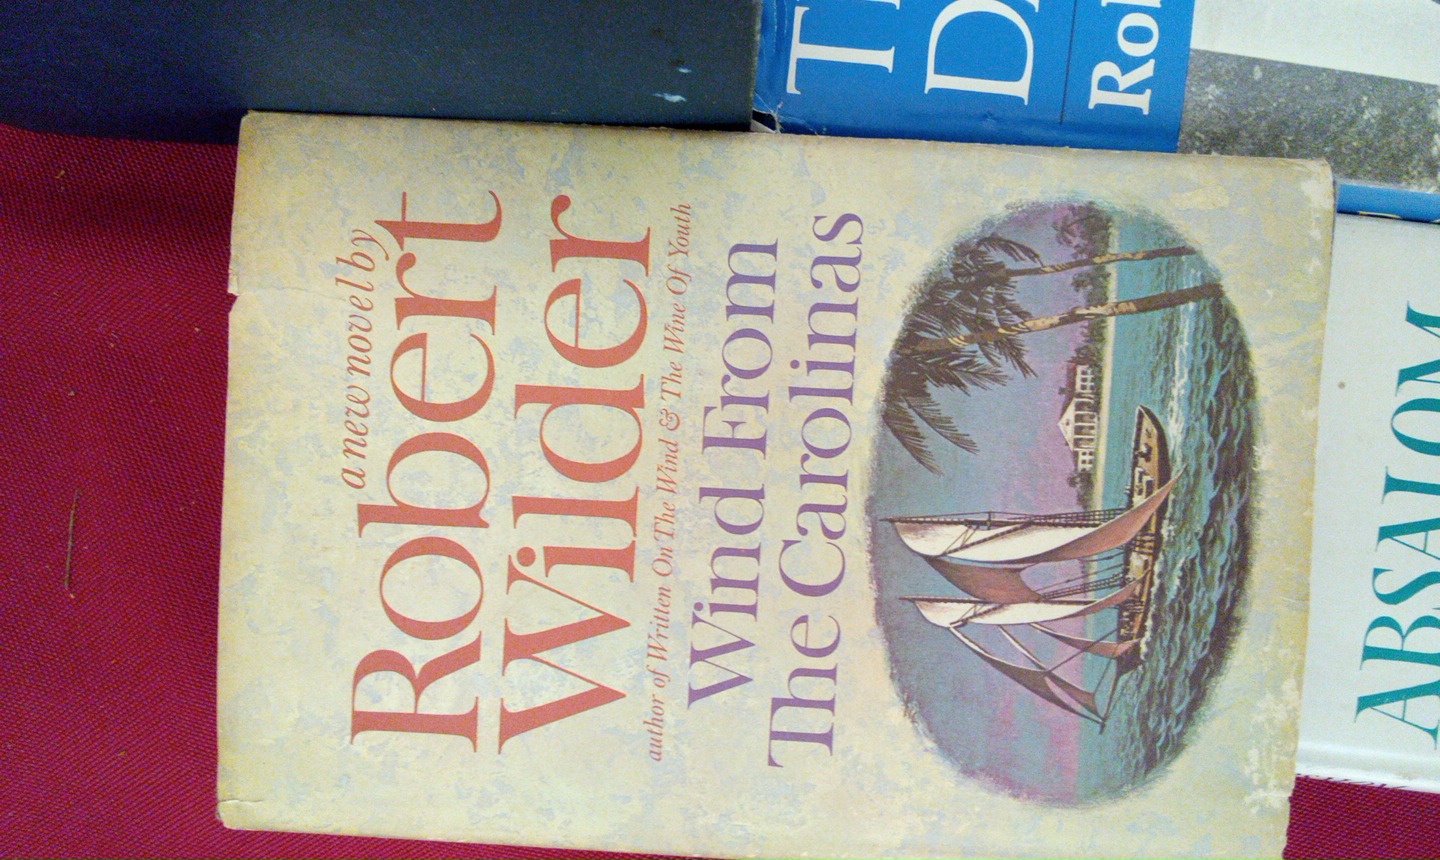 a new novel by
Robert
Wilder
author of Written On The Wind & The Wine Of Youth
Wind From
The Carolinas
ABSALOM